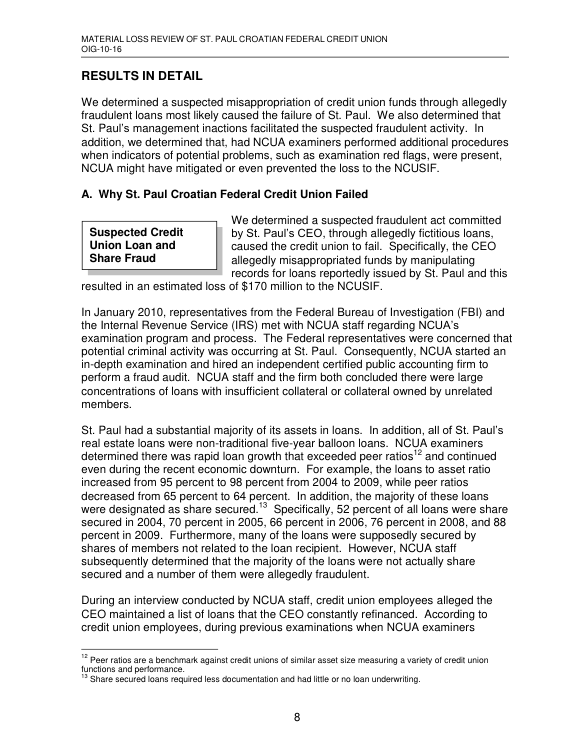 MATERIAL LOSS REVIEW OF ST. PAUL CROATIAN FEDERAL CREDIT UNION
OIG-10-16
RESULTS IN DETAIL
We determined a suspected misappropriation of credit union funds through allegedly
fraudulent loans most likely caused the failure of St. Paul.  We also determined that
St. Paul's management inactions facilitated the suspected fraudulent activity.  In
addition, we determined that, had NCUA examiners performed additional procedures
when indicators of potential problems, such as examination red flags, were present,
NCUA might have mitigated or even prevented the loss to the NCUSIF.
A.  Why St. Paul Croatian Federal Credit Union Failed
Suspected Credit
Union Loan and
Share Fraud
We determined a suspected fraudulent act committed
by St. Paul's CEO, through allegedly fictitious loans,
caused the credit union to fail.  Specifically, the CEO
allegedly misappropriated funds by manipulating
records for loans reportedly issued by St. Paul and this
resulted in an estimated loss of $170 million to the NCUSIF.
In January 2010, representatives from the Federal Bureau of Investigation (FBI) and
the Internal Revenue Service (IRS) met with NCUA staff regarding NCUA's
examination program and process.  The Federal representatives were concerned that
potential criminal activity was occurring at St. Paul.  Consequently, NCUA started an
in-depth examination and hired an independent certified public accounting firm to
perform a fraud audit.  NCUA staff and the firm both concluded there were large
concentrations of loans with insufficient collateral or collateral owned by unrelated
members.
St. Paul had a substantial majority of its assets in loans.  In addition, all of St. Paul's
real estate loans were non-traditional five-year balloon loans.  NCUA examiners
determined there was rapid loan growth that exceeded peer ratios12 and continued
even during the recent economic downturn.  For example, the loans to asset ratio
increased from 95 percent to 98 percent from 2004 to 2009, while peer ratios
decreased from 65 percent to 64 percent.  In addition, the majority of these loans
were designated as share secured.13  Specifically, 52 percent of all loans were share
secured in 2004, 70 percent in 2005, 66 percent in 2006, 76 percent in 2008, and 88
percent in 2009.  Furthermore, many of the loans were supposedly secured by
shares of members not related to the loan recipient.  However, NCUA staff
subsequently determined that the majority of the loans were not actually share
secured and a number of them were allegedly fraudulent.
During an interview conducted by NCUA staff, credit union employees alleged the
CEO maintained a list of loans that the CEO constantly refinanced.  According to
credit union employees, during previous examinations when NCUA examiners
12 Peer ratios are a benchmark against credit unions of similar asset size measuring a variety of credit union
functions and performance.
13 Share secured loans required less documentation and had little or no loan underwriting.
8